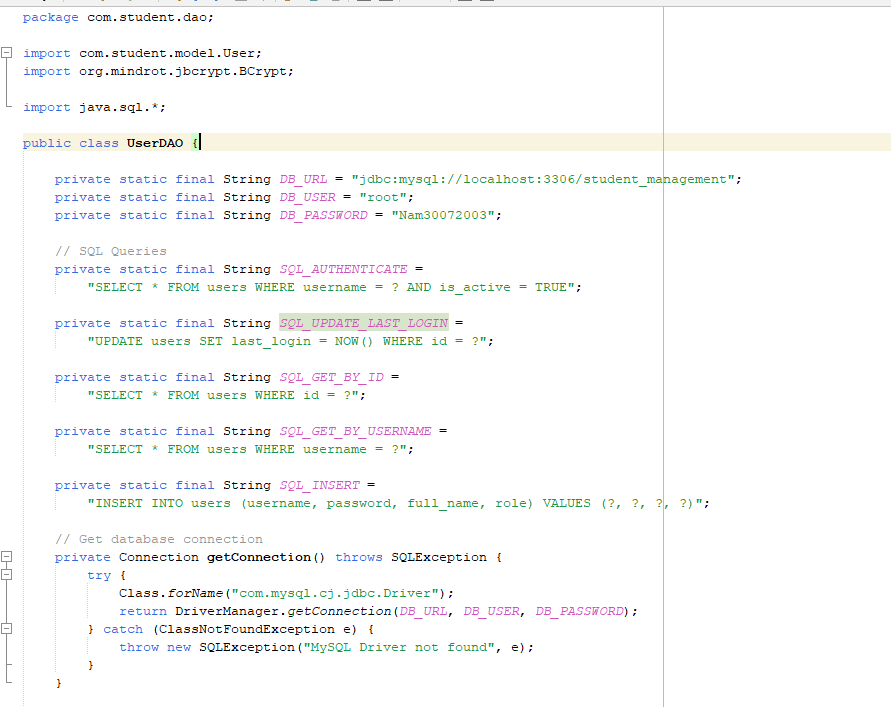 package com.student.dao;
import com.student.model.User;
import org.mindrot.jbcrypt.BCrypt;
import java.sql.*;
public class UserDAO {
private static final String DB_URL = "jdbc:mysql://localhost:3306/student_management";
private static final String DB_USER = "root";
private static final String DB_PASSWORD = "Nam30072003";
// SQL Queries
private static final String SQL_AUTHENTICATE =
"SELECT * FROM users WHERE username = ? AND is_active = TRUE";
private static final String SQL_UPDATE_LAST_LOGIN =
"UPDATE users SET last_login = NOW() WHERE id = ?";
private static final String SQL_GET_BY_ID =
"SELECT * FROM users WHERE id = ?";
private static final String SQL_GET_BY_USERNAME =
"SELECT * FROM users WHERE username = ?";
private static final String SQL_INSERT =
"INSERT INTO users (username, password, full_name, role) VALUES (?, ?, ?, ?)";
// Get database connection
private Connection getConnection() throws SQLException {
try {
Class.forName("com.mysql.cj.jdbc.Driver");
return DriverManager.getConnection(DB_URL, DB_USER, DB_PASSWORD);
} catch (ClassNotFoundException e) {
throw new SQLException("MySQL Driver not found", e);
}
}